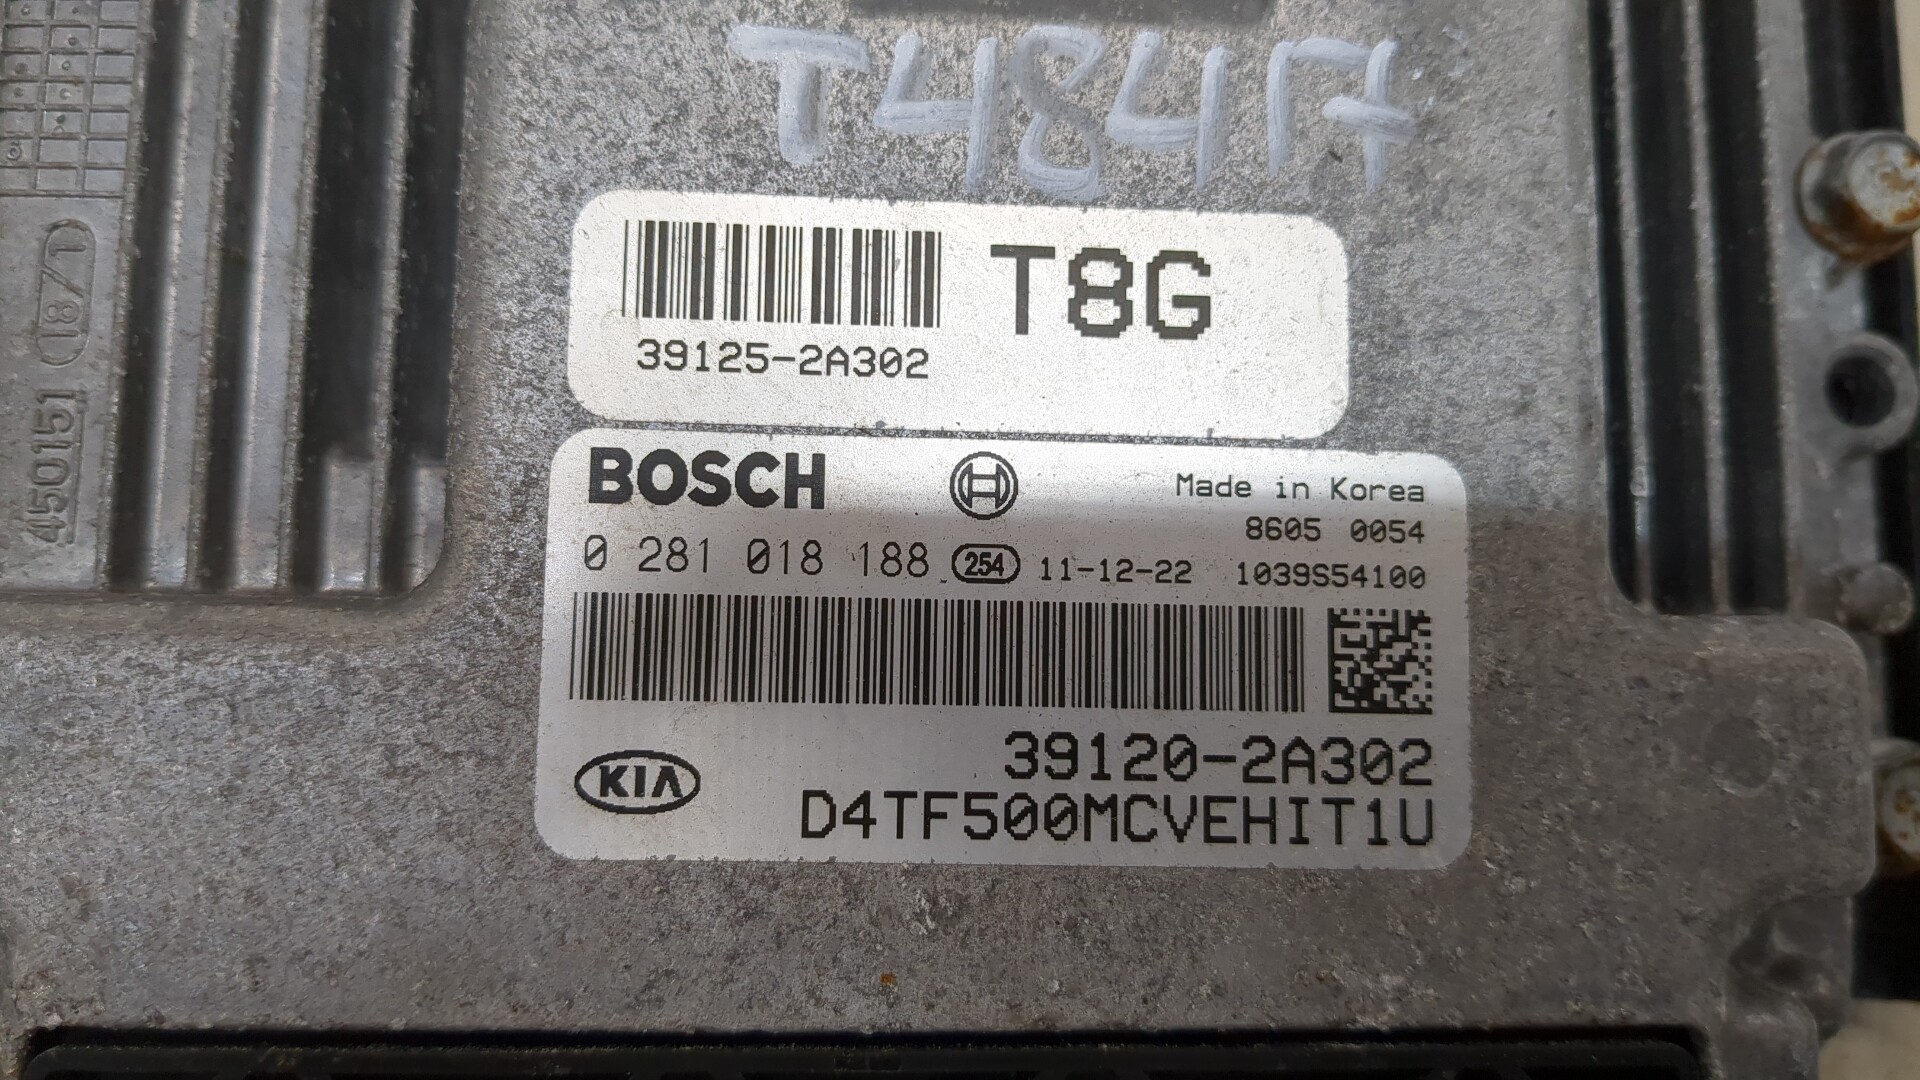 T8G
39125-2A302
BOSCH
Made in Korea
8605 0054
0 281 018 188 254 11-12-22 1039S54100
39120-2A302
KIA
D4TF500MCVEHIT1U
450151 18/1